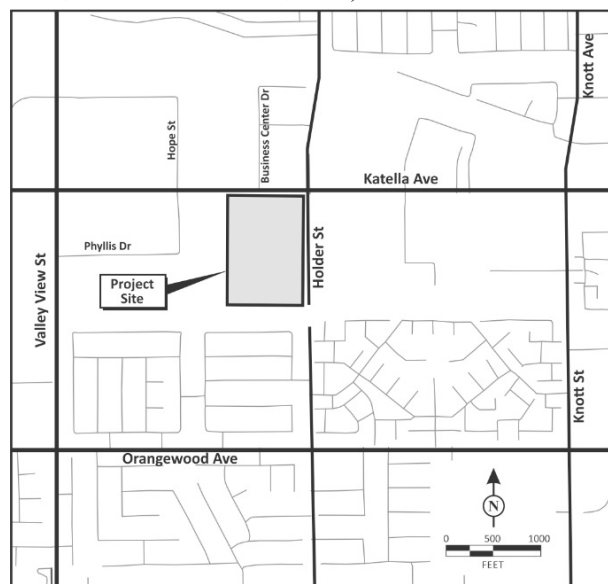 Knott Ave
Hope St
Business Center Dr
Katella Ave
Phyllis Dr
Holder St
Project
Site
Valley View St
Knott St
Orangewood Ave
N
0 500 1000
FEET